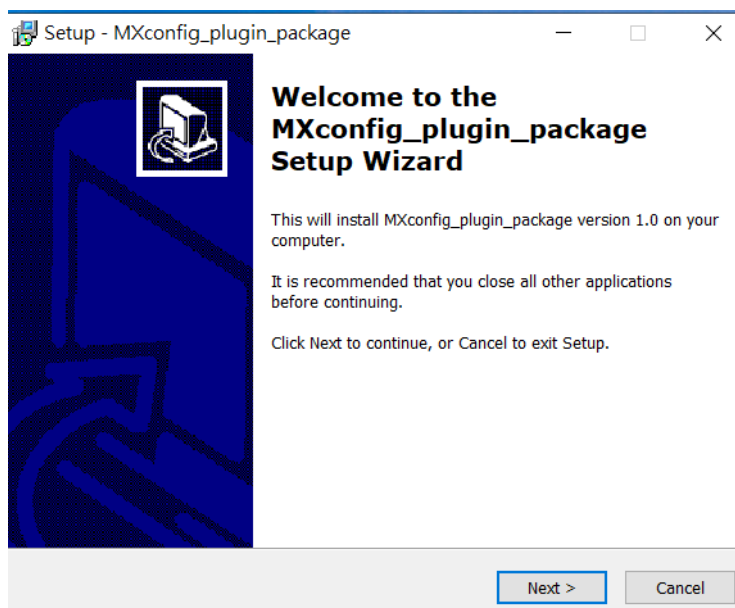 Setup - MXconfig_plugin_package
Welcome to the
MXconfig_plugin_package
Setup Wizard
This will install MXconfig_plugin_package version 1.0 on your
computer.
It is recommended that you close all other applications
before continuing.
Click Next to continue, or Cancel to exit Setup.
Next >
Cancel